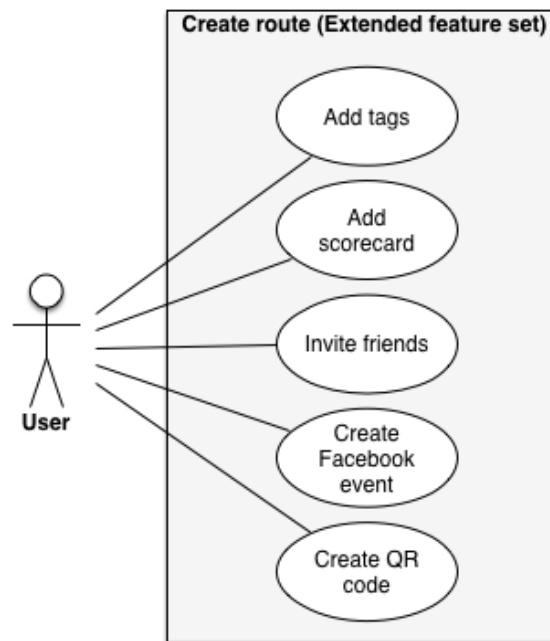 Create route (Extended feature set)
Add tags
Add
scorecard
Invite friends
User
Create
Facebook
event
Create QR
code